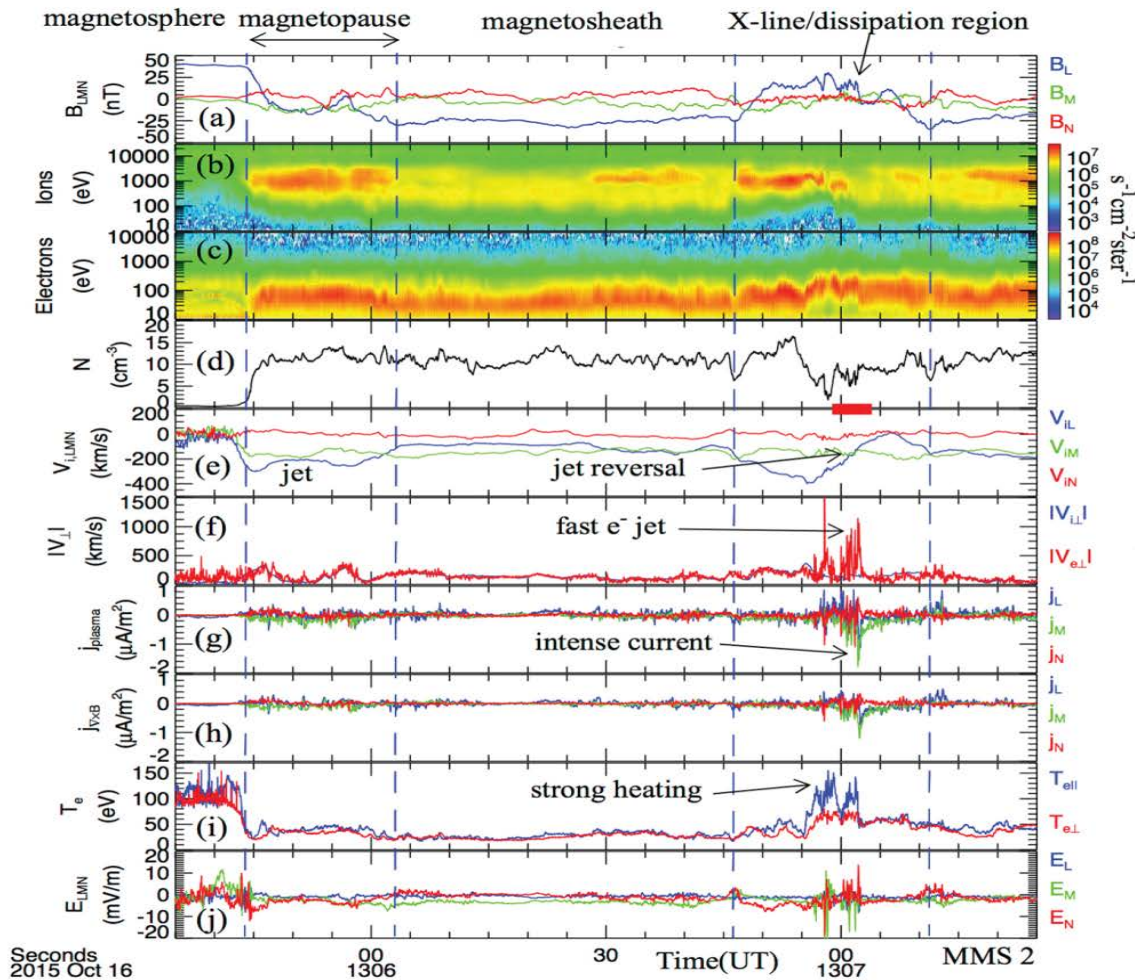 magnetosphere magnetopause magnetosheath X-line/dissipation region
50
25
0
-25
-50
B_LMN
(nT)
(a)
B_L
B_M
B_N
10000
1000
100
10
Ions
(eV)
(b)
10^7
10^6
10^5
10^4
10^3
10000
1000
100
10
Electrons
(eV)
(c)
10^8
10^7
10^6
10^5
10^4
s^-1 cm^-2 ster^-1
20
15
10
5
0
N
(cm^-3)
(d)
200
0
-200
-400
V_i,LMN
(km/s)
(e)
jet
jet reversal
V_iL
V_iM
V_iN
1500
1000
500
0
|V_⊥|
(km/s)
(f)
fast e^- jet
|V_i⊥|
|V_e⊥|
1
0
-1
-2
j_plasma
(μA/m^2)
(g)
intense current
j_L
j_M
j_N
1
0
-1
-2
j_∇×B
(μA/m^2)
(h)
j_L
j_M
j_N
150
100
50
0
T_e
(eV)
(i)
strong heating
T_e||
T_e⊥
20
10
0
-10
-20
E_LMN
(mV/m)
(j)
E_L
E_M
E_N
Seconds 00 30 Time(UT) 00 MMS 2
2015 Oct 16 1306 1307